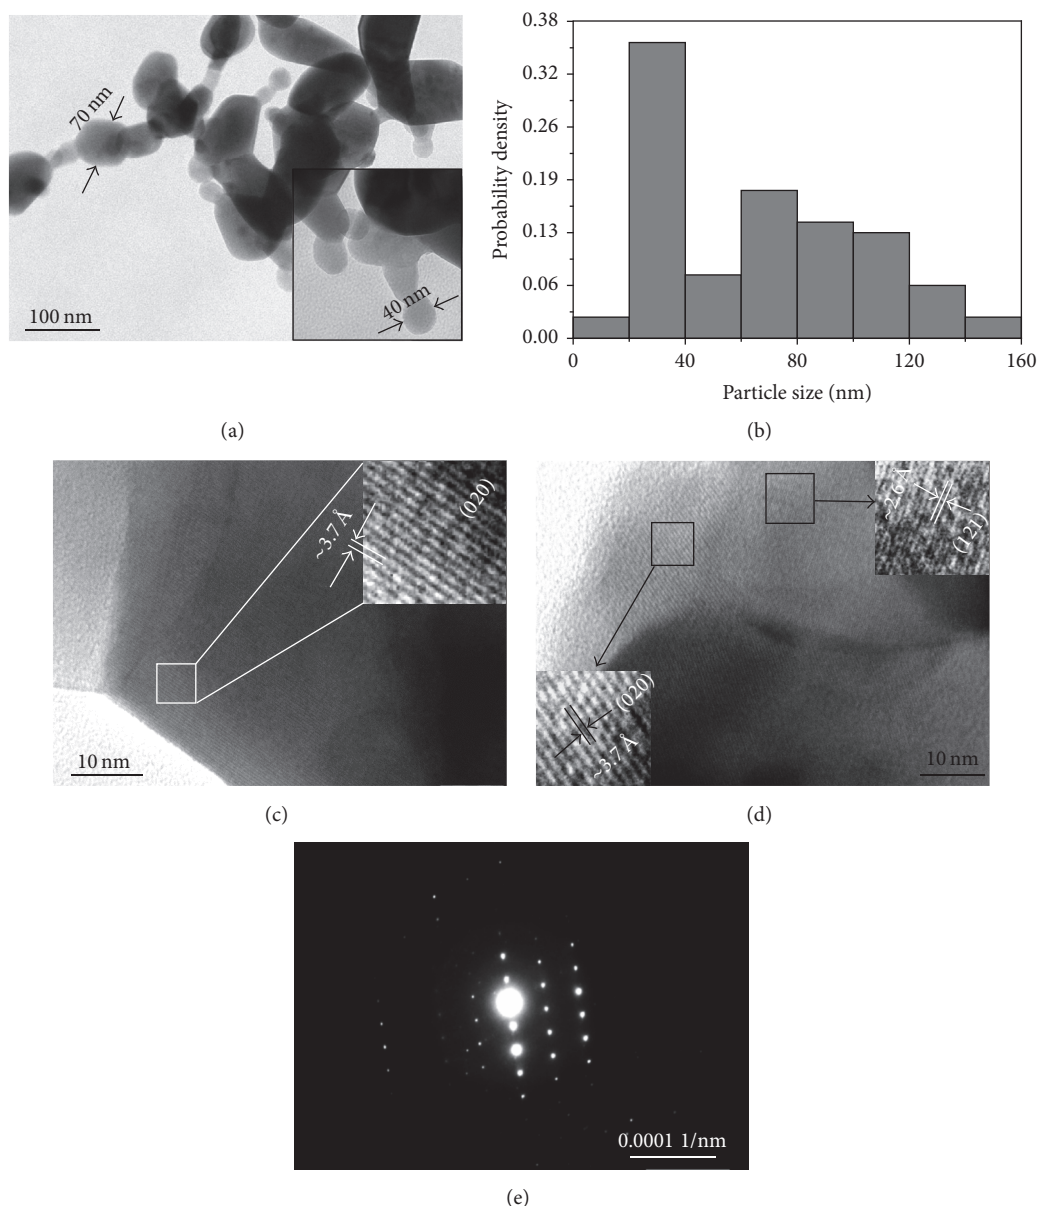 70 nm
100 nm
40 nm
(a)
Probability density
0.38
0.32
0.26
0.19
0.13
0.06
0.00
0
40
80
120
160
Particle size (nm)
(b)
~3.7 Å
(020)
10 nm
(c)
~2.6 Å
(121)
(020)
~3.7 Å
10 nm
(d)
0.0001 1/nm
(e)